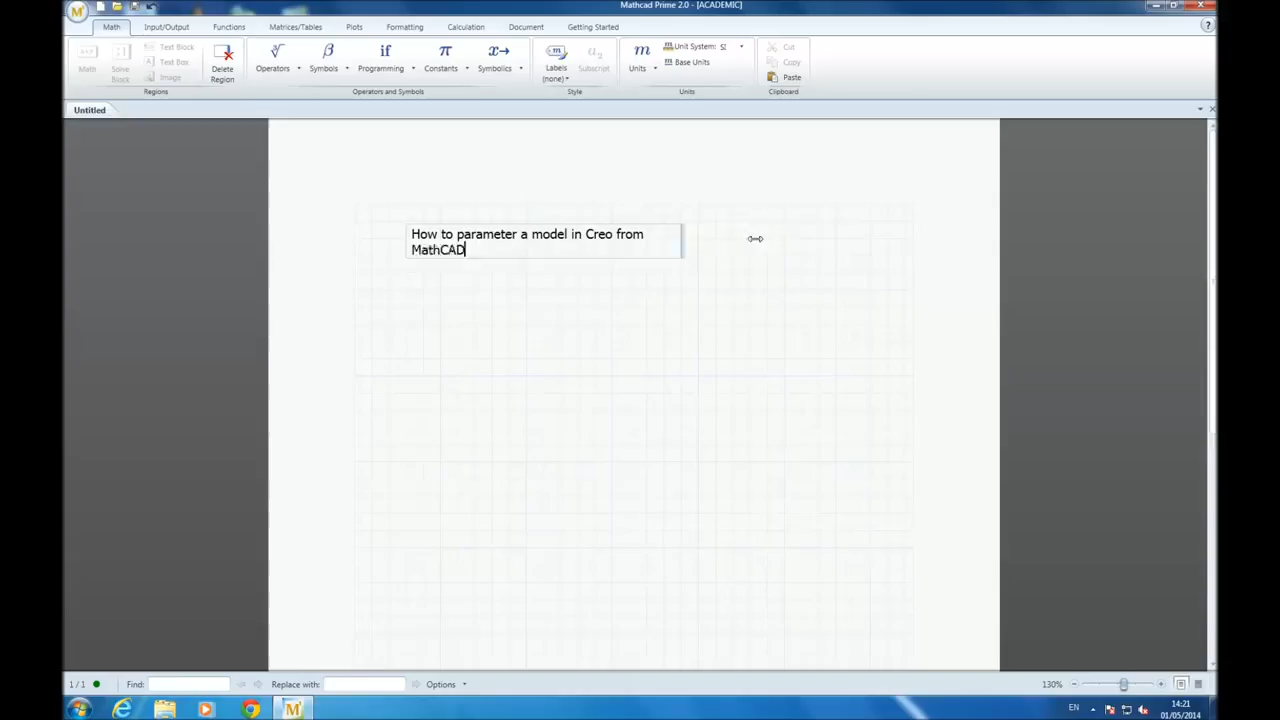 Mathcad Prime 2.0 - [ACADEMIC]
Math Input/Output Functions Matrices/Tables Plots Formatting Calculation Document Getting Started
Math
Solve Block
Text Block
Text Box
Image
Delete Region
Operators
Symbols
if
Programming
π
Constants
Symbolics
Labels (none)
Subscript
m
Units
Unit System: SI
Base Units
Cut
Copy
Paste
Regions Operators and Symbols Style Units Clipboard
Untitled
How to parameter a model in Creo from
MathCAD
1 / 1 Find: Replace with: Options 130%
EN
14:21
01/05/2014